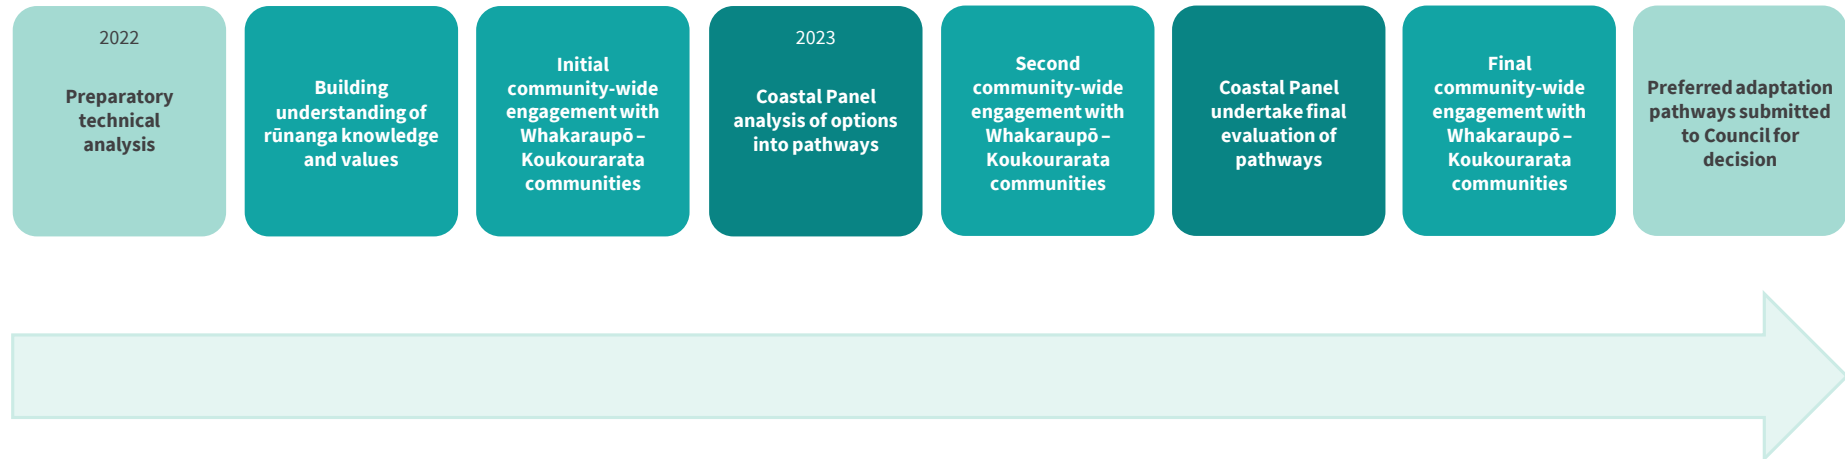 2022
Preparatory
technical
analysis
Building
understanding of
rūnanga knowledge
and values
Initial
community-wide
engagement with
Whakaraupō –
Koukourarata
communities
2023
Coastal Panel
analysis of options
into pathways
Second
community-wide
engagement with
Whakaraupō –
Koukourarata
communities
Coastal Panel
undertake final
evaluation of
pathways
Final
community-wide
engagement with
Whakaraupō –
Koukourarata
communities
Preferred adaptation
pathways submitted
to Council for
decision